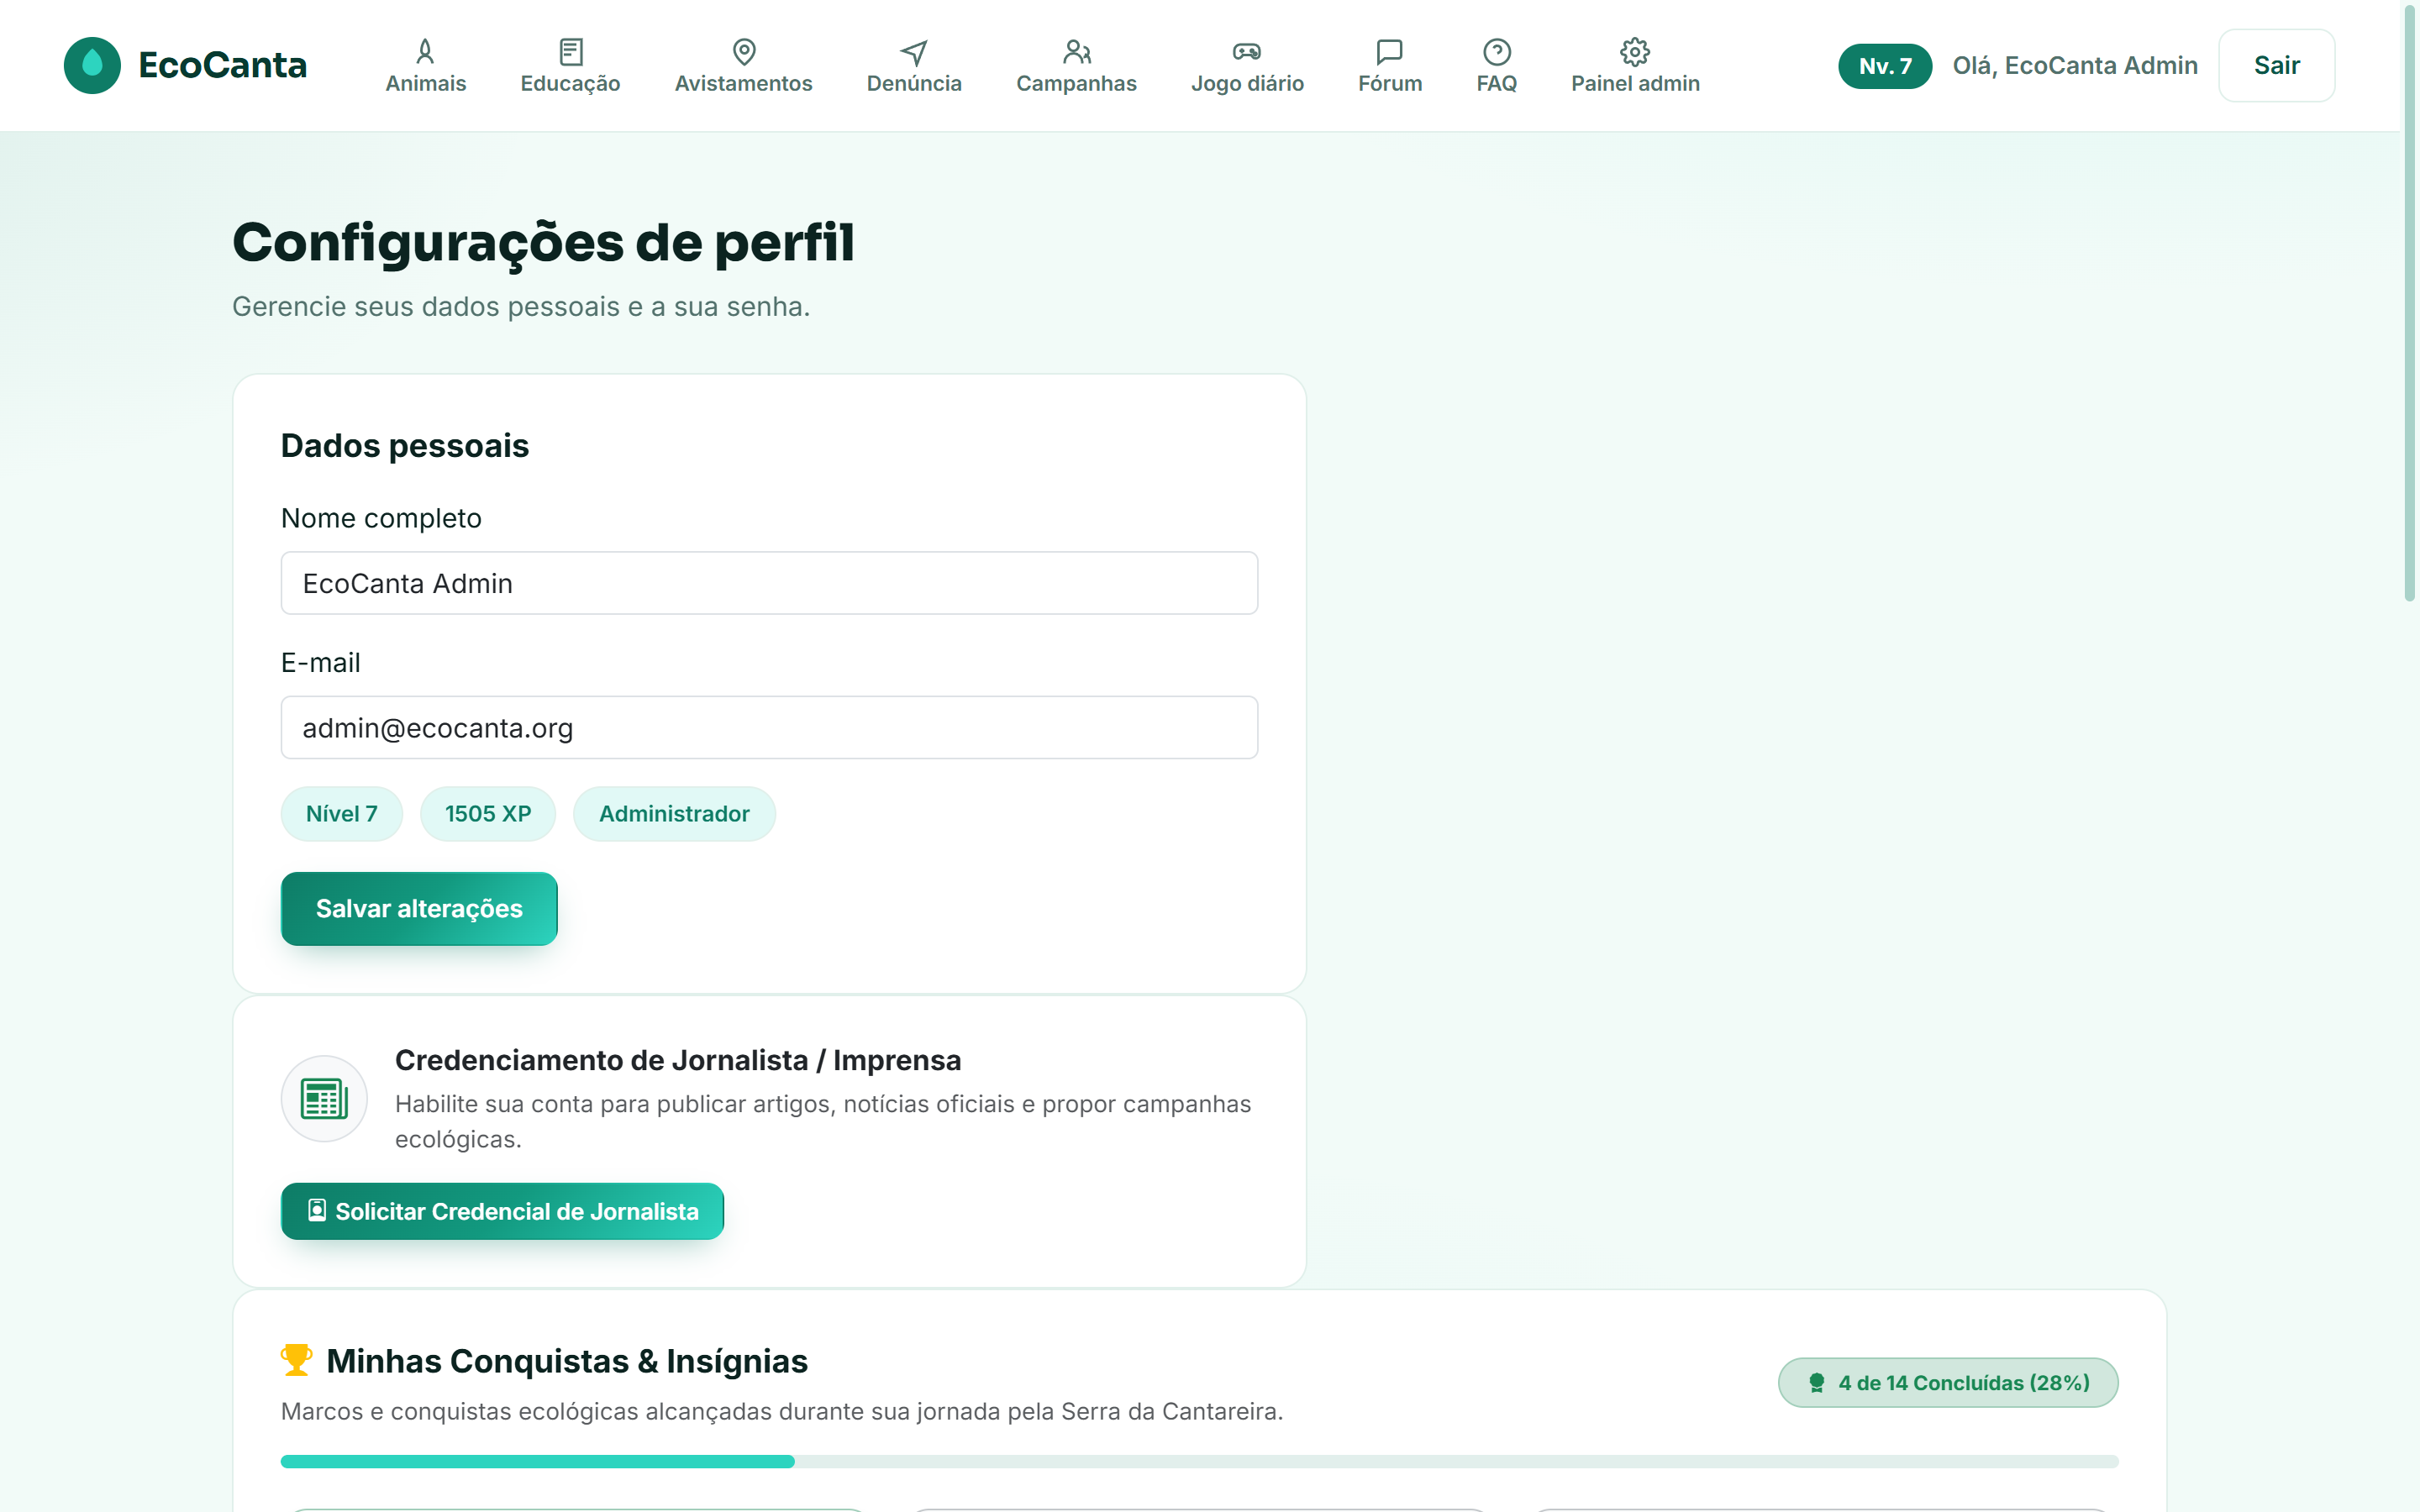 EcoCanta
Animais
Educação
Avistamentos
Denúncia
Campanhas
Jogo diário
Fórum
FAQ
Painel admin
Nv. 7
Olá, EcoCanta Admin
Sair
Configurações de perfil
Gerencie seus dados pessoais e a sua senha.
Dados pessoais
Nome completo
EcoCanta Admin
E-mail
admin@ecocanta.org
Nível 7
1505 XP
Administrador
Salvar alterações
Credenciamento de Jornalista / Imprensa
Habilite sua conta para publicar artigos, notícias oficiais e propor campanhas
ecológicas.
Solicitar Credencial de Jornalista
Minhas Conquistas & Insígnias
4 de 14 Concluídas (28%)
Marcos e conquistas ecológicas alcançadas durante sua jornada pela Serra da Cantareira.